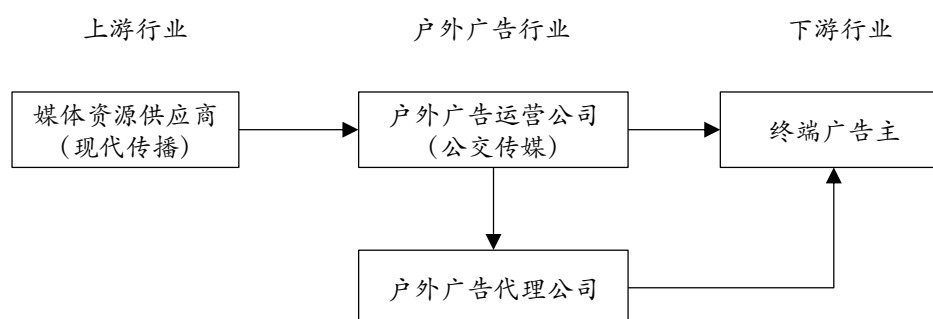 上游行业
户外广告行业
下游行业
媒体资源供应商
（现代传播）
户外广告运营公司
（公交传媒）
终端广告主
户外广告代理公司